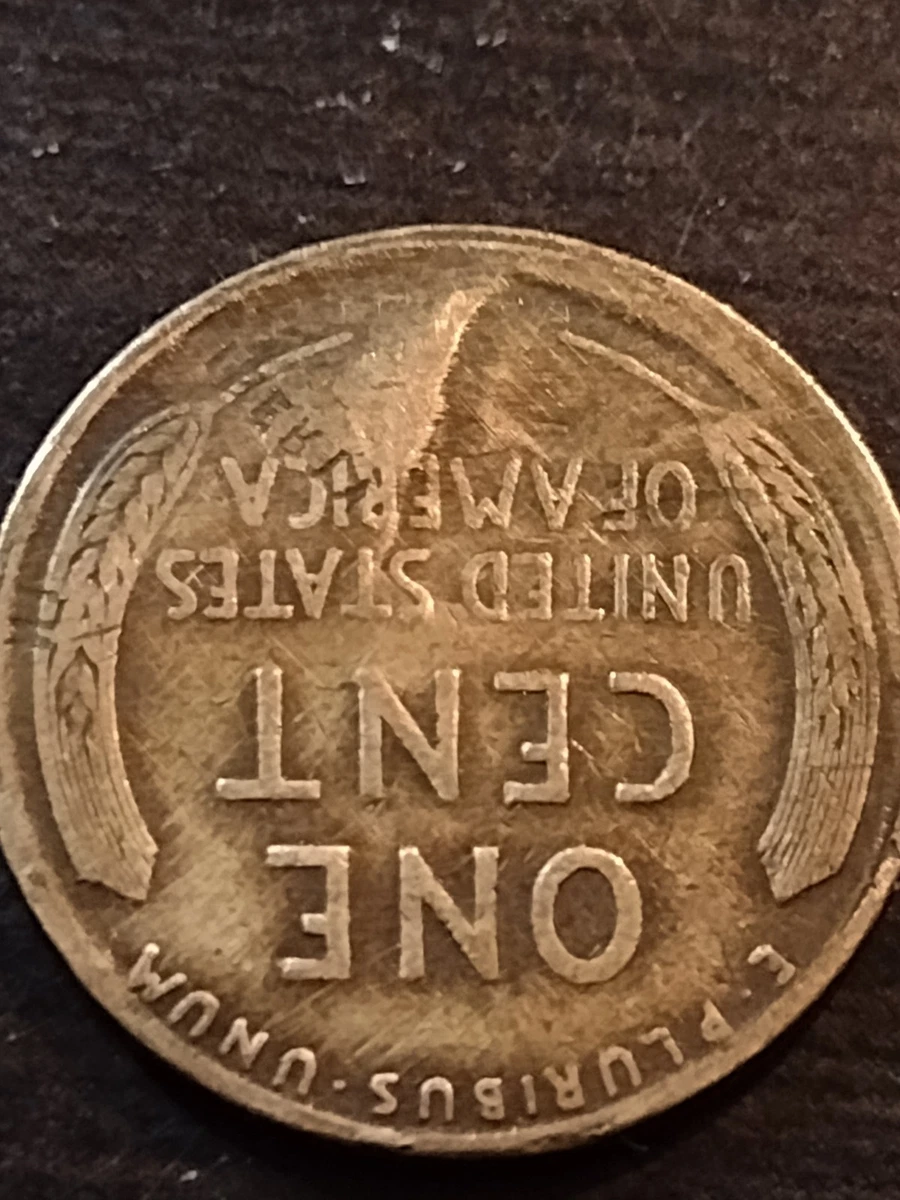 E·PLURIBUS·UNUM
ONE
CENT
UNITED STATES
OF AMERICA